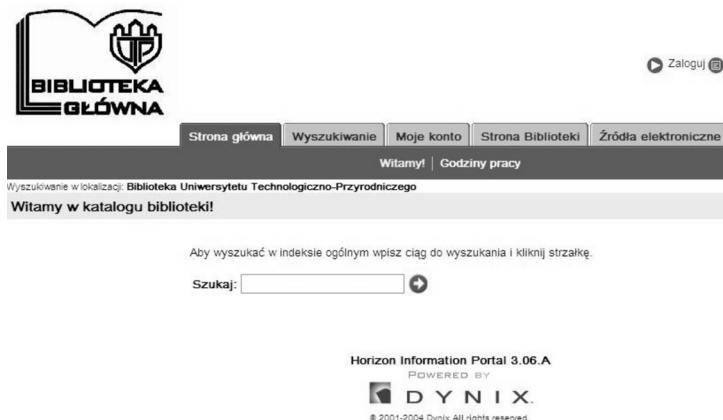 UTP
BIBLIOTEKA
GŁÓWNA
Zaloguj
Strona główna Wyszukiwanie Moje konto Strona Biblioteki Źródła elektroniczne
Witamy! | Godziny pracy
Wyszukiwanie w lokalizacji: Biblioteka Uniwersytetu Technologiczno-Przyrodniczego
Witamy w katalogu biblioteki!
Aby wyszukać w indeksie ogólnym wpisz ciąg do wyszukania i kliknij strzałkę.
Szukaj:
Horizon Information Portal 3.06.A
POWERED BY
DYNIX.
© 2001-2004 Dynix All rights reserved.